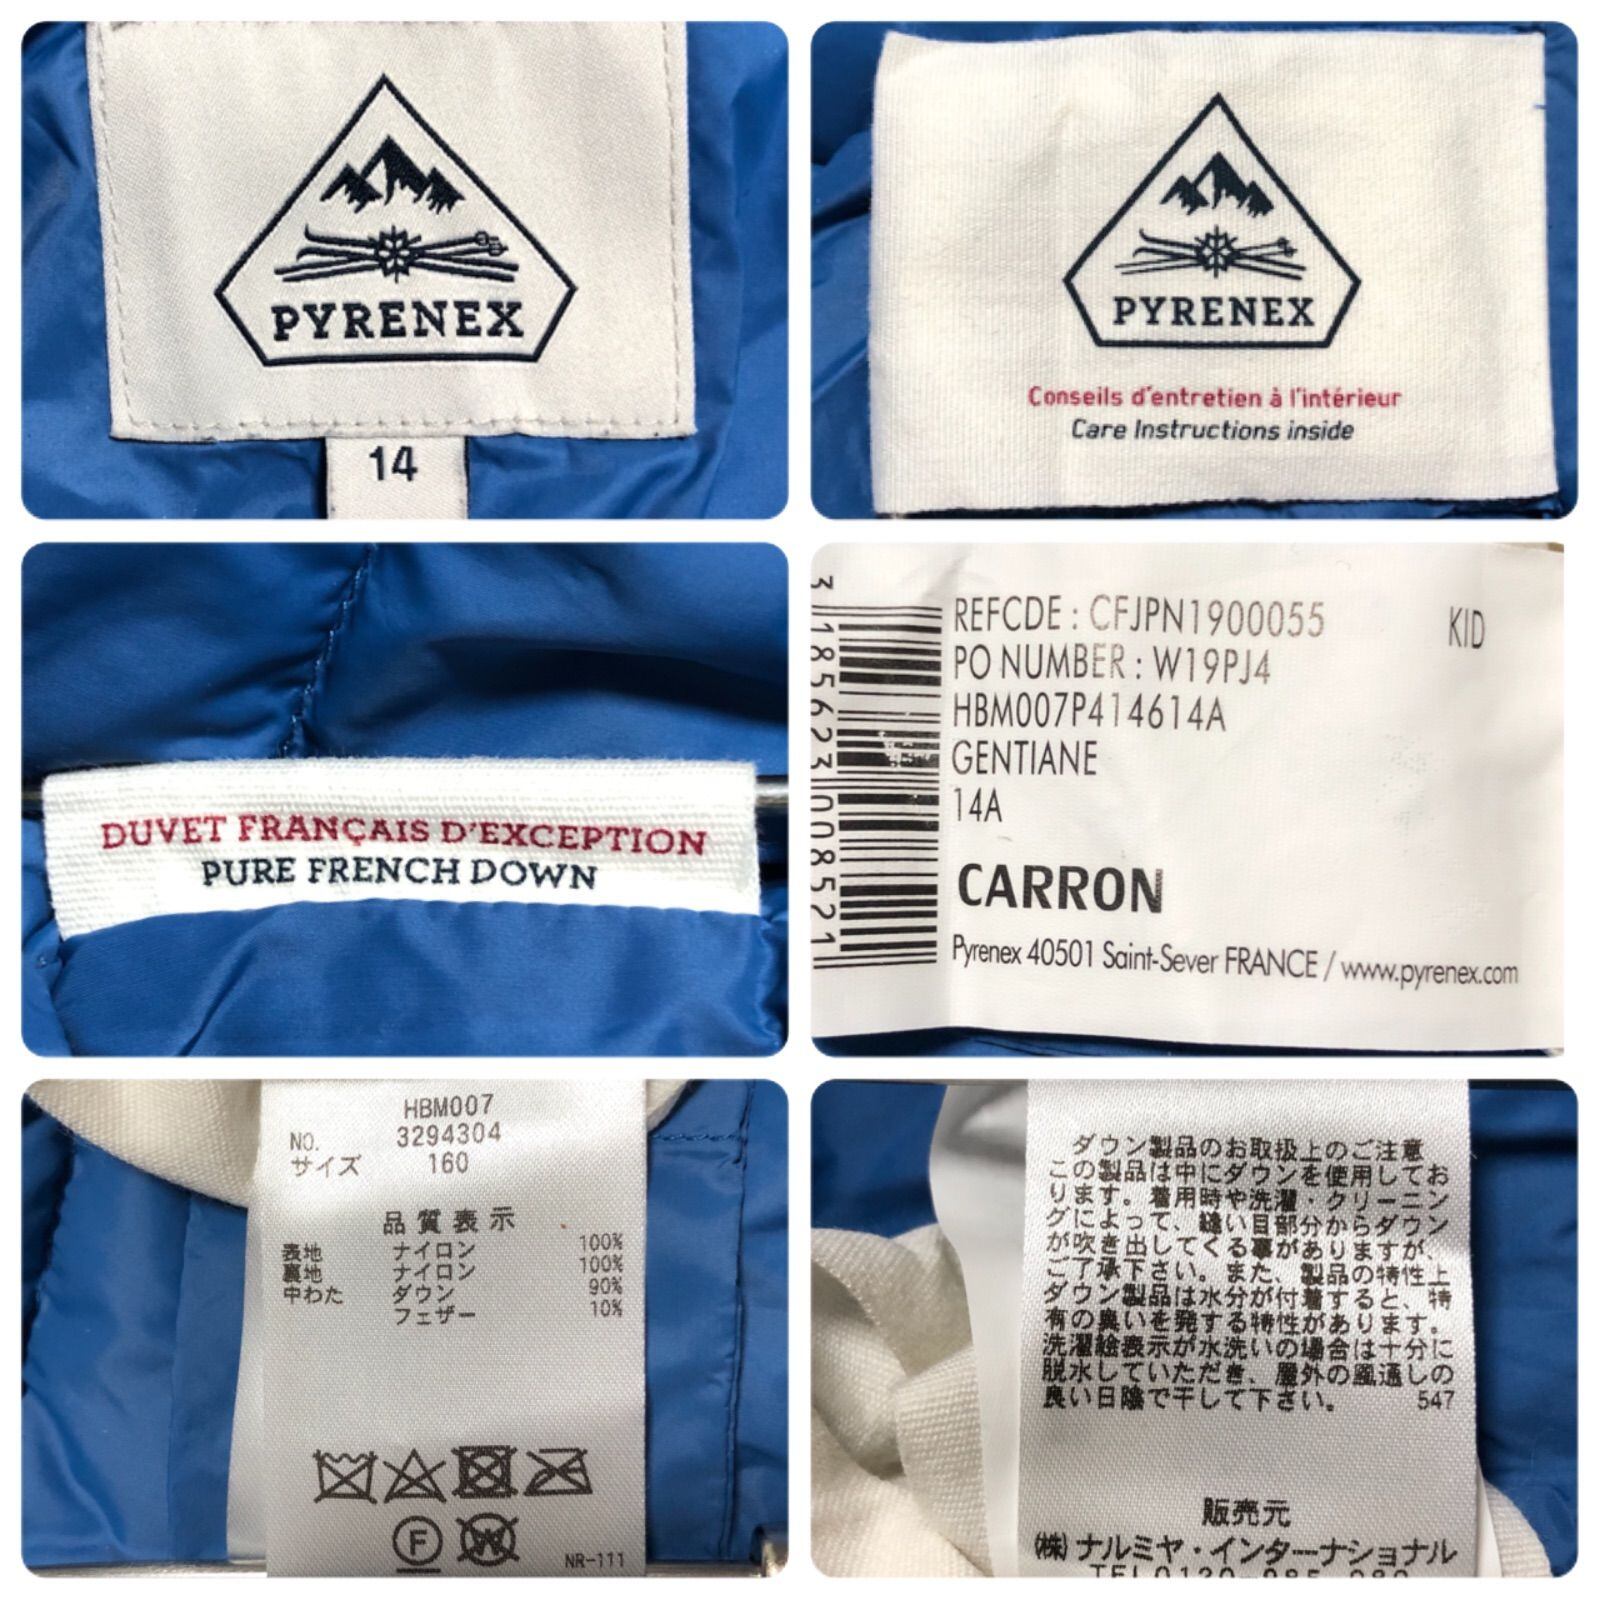 PYRENEX
14
PYRENEX
Conseils d'entretien à l'intérieur
Care Instructions inside
DUVET FRANÇAIS D'EXCEPTION
PURE FRENCH DOWN
3 185623 008521
REFCDE : CFJPN1900055 KID
PO NUMBER : W19PJ4
HBM007P414614A
GENTIANE
14A
CARRON
Pyrenex 40501 Saint-Sever FRANCE / www.pyrenex.com
HBM007
NO. 3294304
サイズ 160
品質表示
表地 ナイロン 100%
裏地 ナイロン 100%
中わた ダウン 90%
フェザー 10%
F W
NR-111
ダウン製品のお取扱上のご注意
この製品は中にダウンを使用してお
ります。着用時や洗濯・クリーニン
グによって、縫い目部分からダウン
が吹き出してくる事がありますが、
ご了承下さい。また、製品の特性上
ダウン製品は水分が付着すると、特
有の臭いを発する特性があります。
洗濯絵表示が水洗いの場合は十分に
脱水していただき、屋外の風通しの
良い日陰で干して下さい。 547
販売元
(株)ナルミヤ・インターナショナル
TEL 0120-985-080